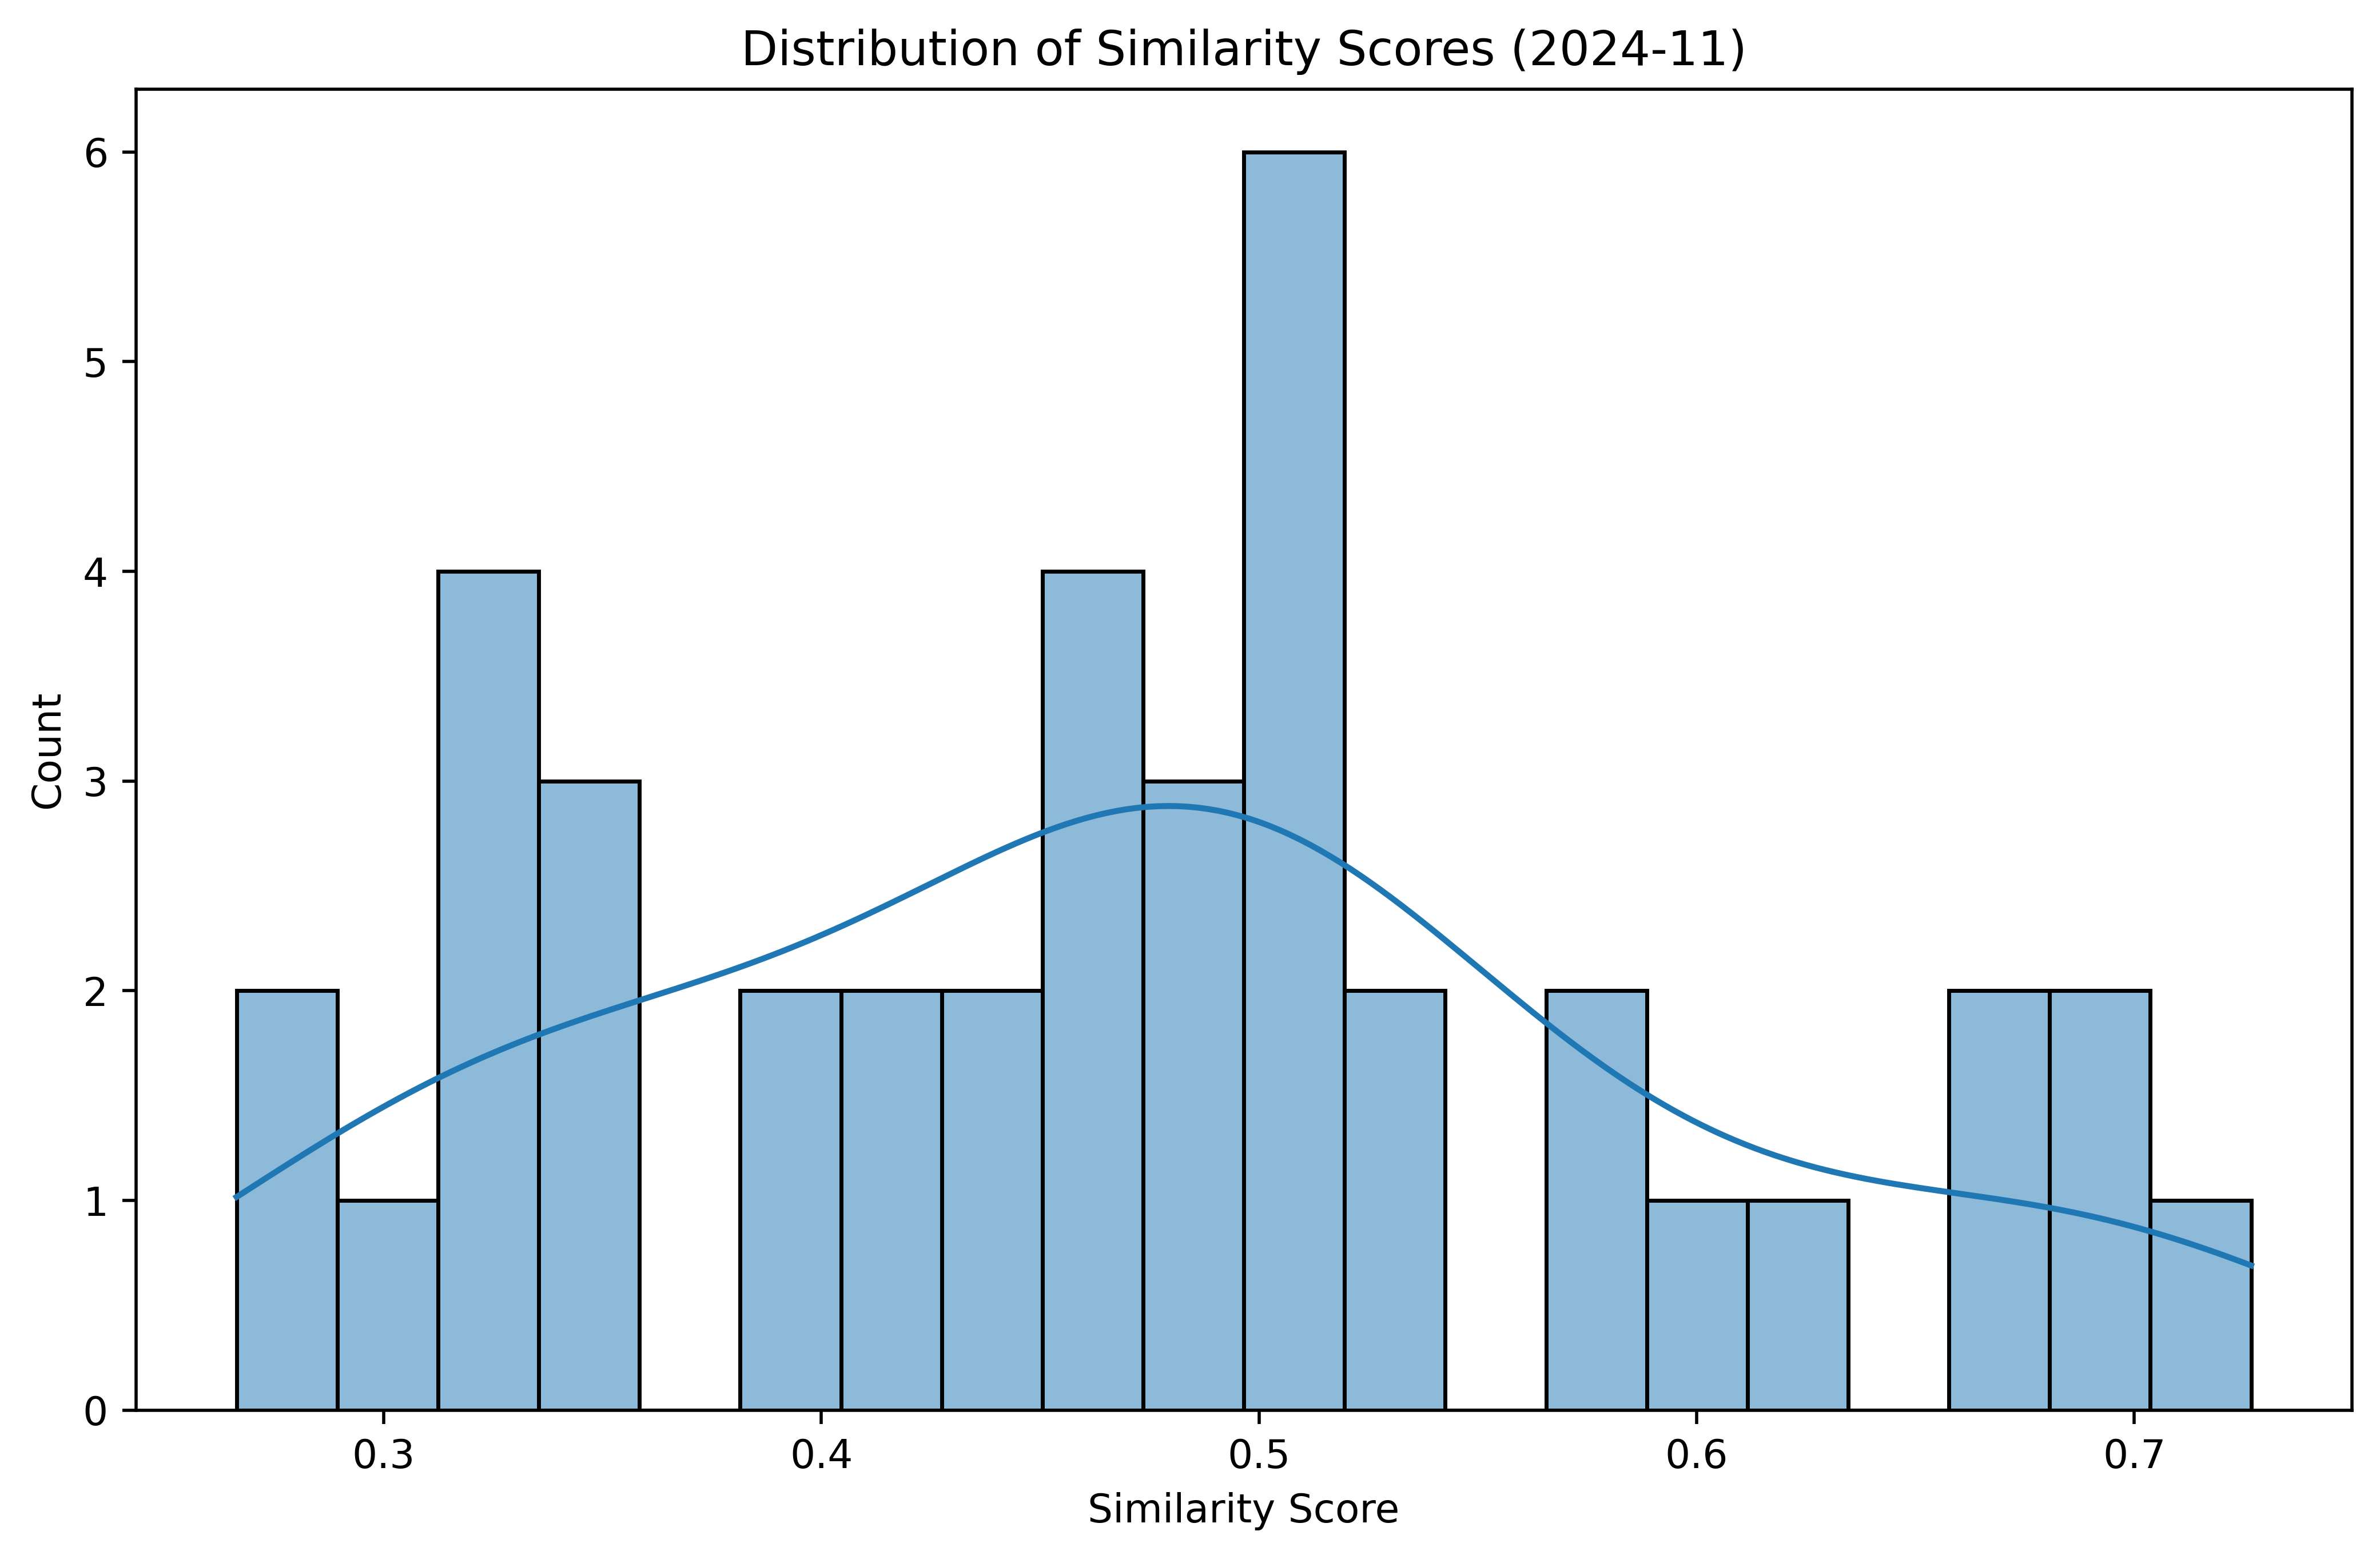 Distribution of Similarity Scores (2024-11)
6
5
4
3
2
1
0
Count
0.3 0.4 0.5 0.6 0.7
Similarity Score